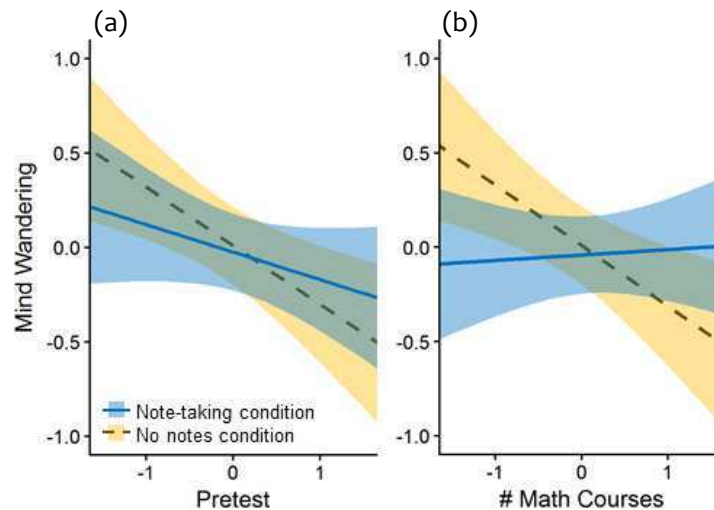 (a)
(b)
Mind Wandering
1.0
0.5
0.0
-0.5
-1.0
Note-taking condition
No notes condition
-1
0
1
Pretest
1.0
0.5
0.0
-0.5
-1.0
-1
0
1
# Math Courses